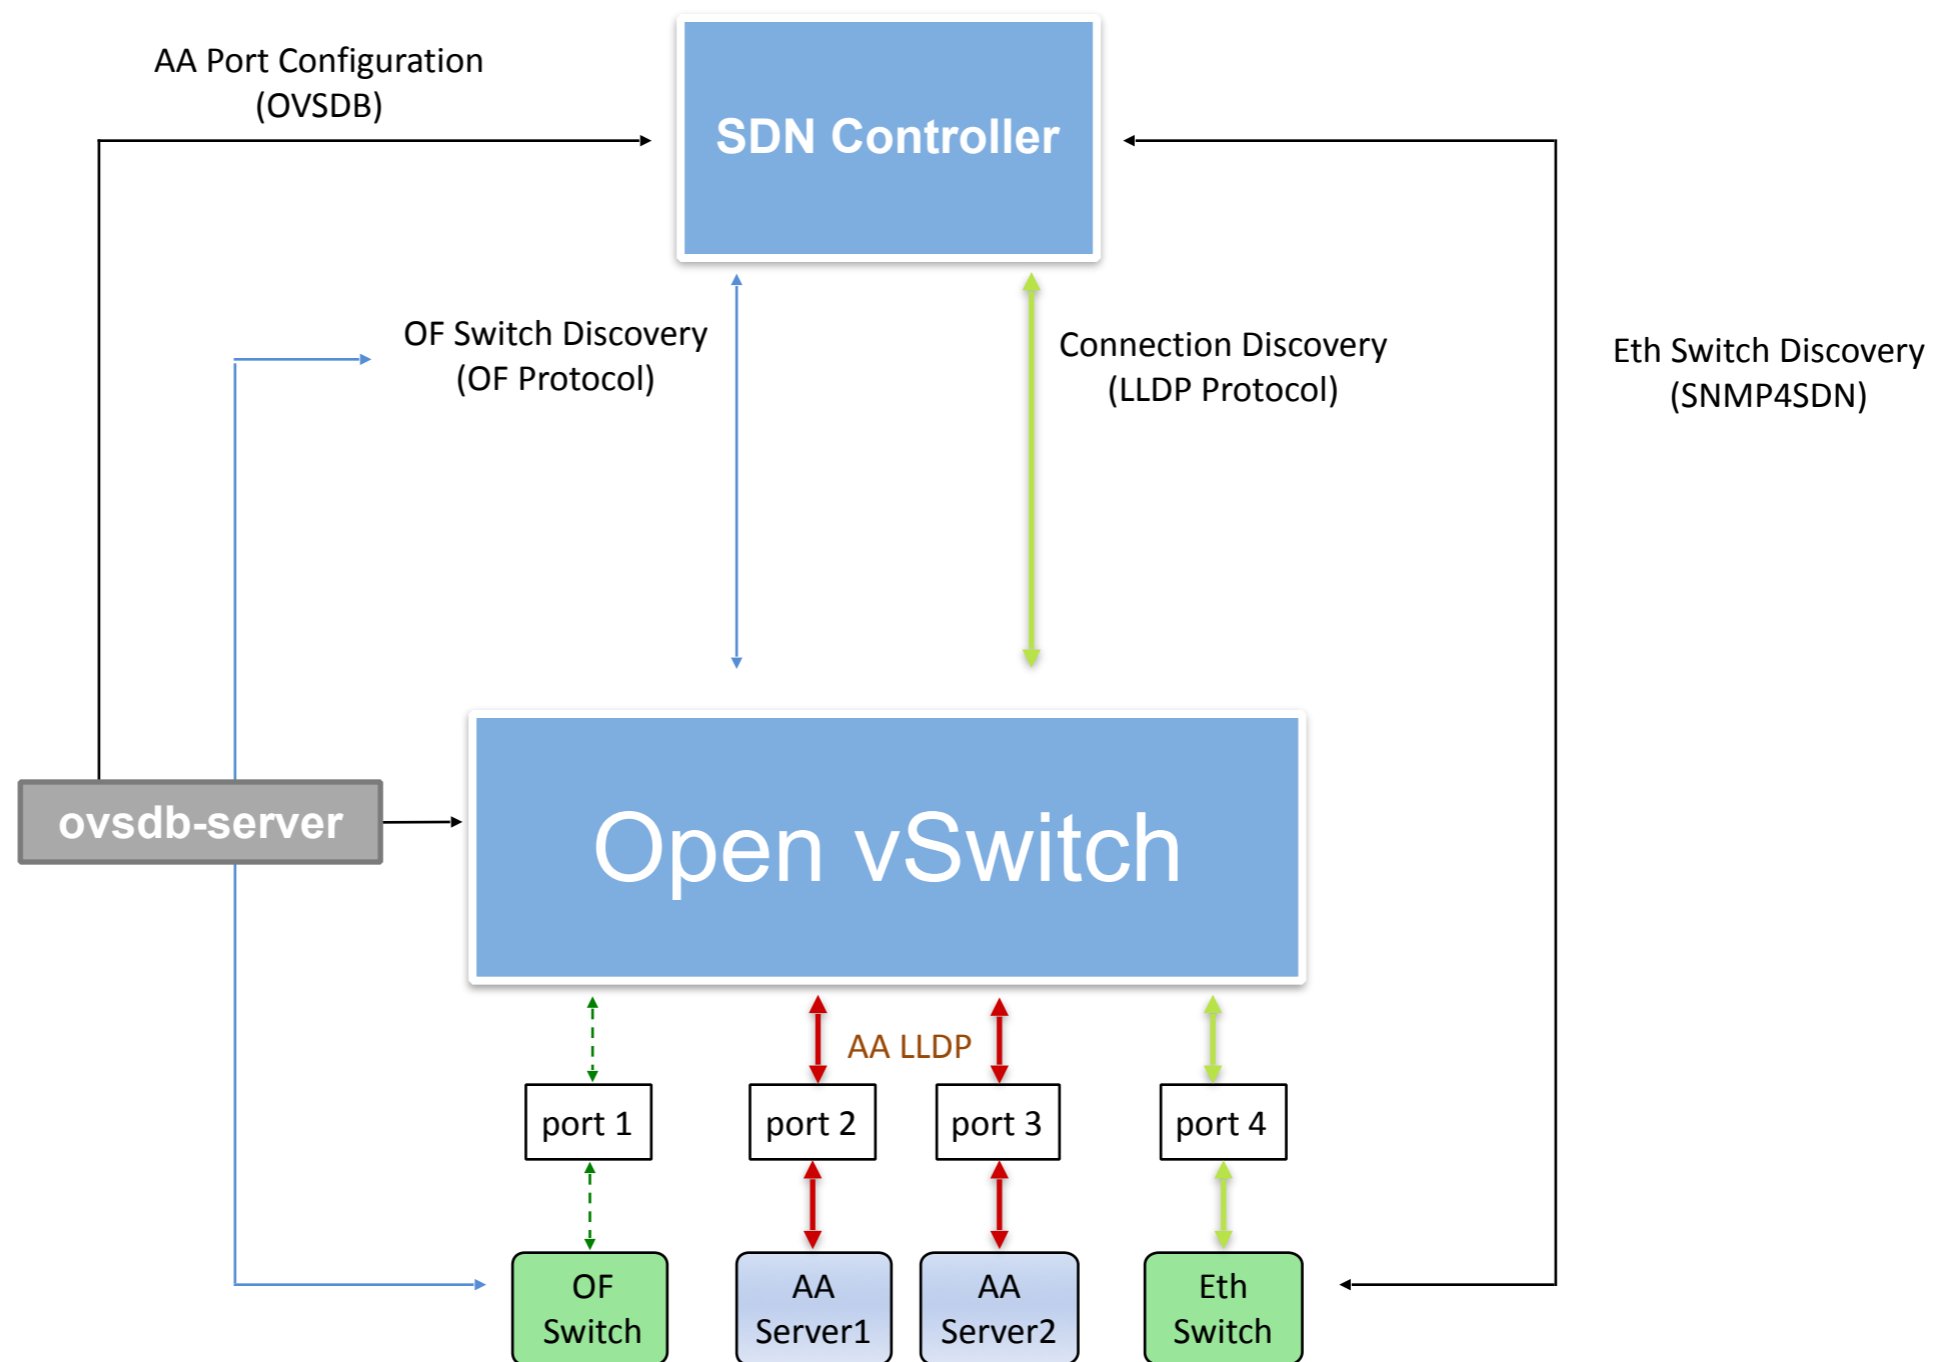 AA Port Configuration
(OVSDB)
SDN Controller
OF Switch Discovery
(OF Protocol)
Connection Discovery
(LLDP Protocol)
Eth Switch Discovery
(SNMP4SDN)
ovsdb-server
Open vSwitch
AA LLDP
port 1
port 2
port 3
port 4
OF
Switch
AA
Server1
AA
Server2
Eth
Switch